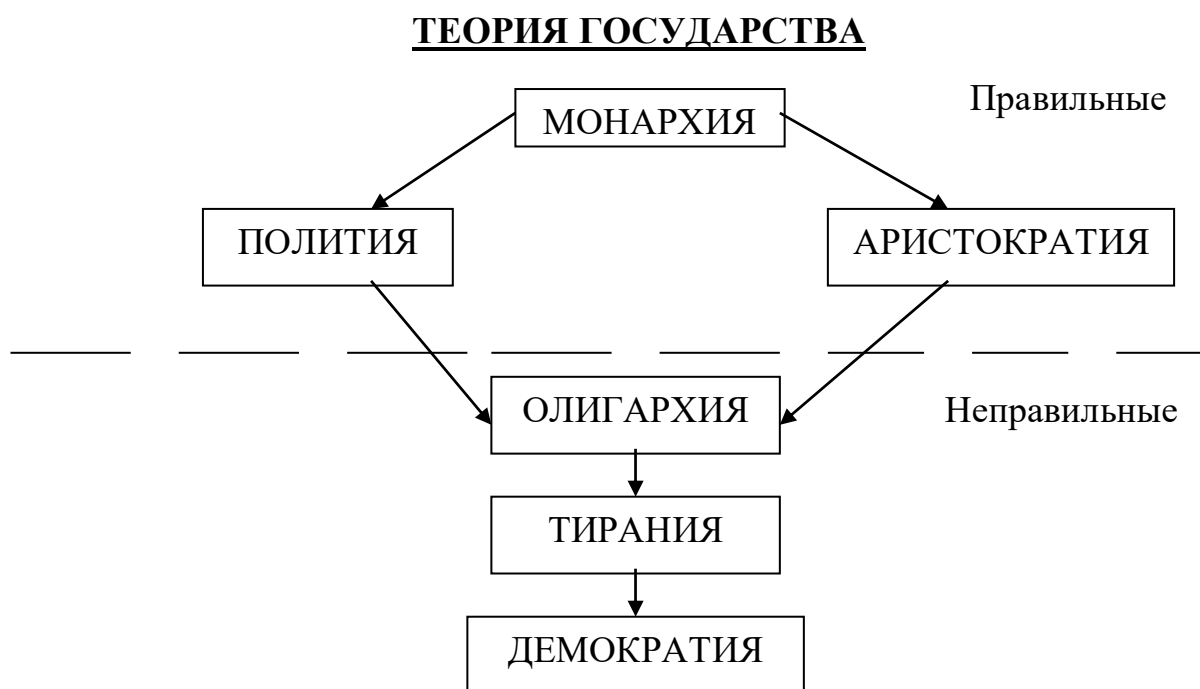 ТЕОРИЯ ГОСУДАРСТВА
Правильные
МОНАРХИЯ
ПОЛИТИЯ
АРИСТОКРАТИЯ
ОЛИГАРХИЯ
Неправильные
ТИРАНИЯ
ДЕМОКРАТИЯ